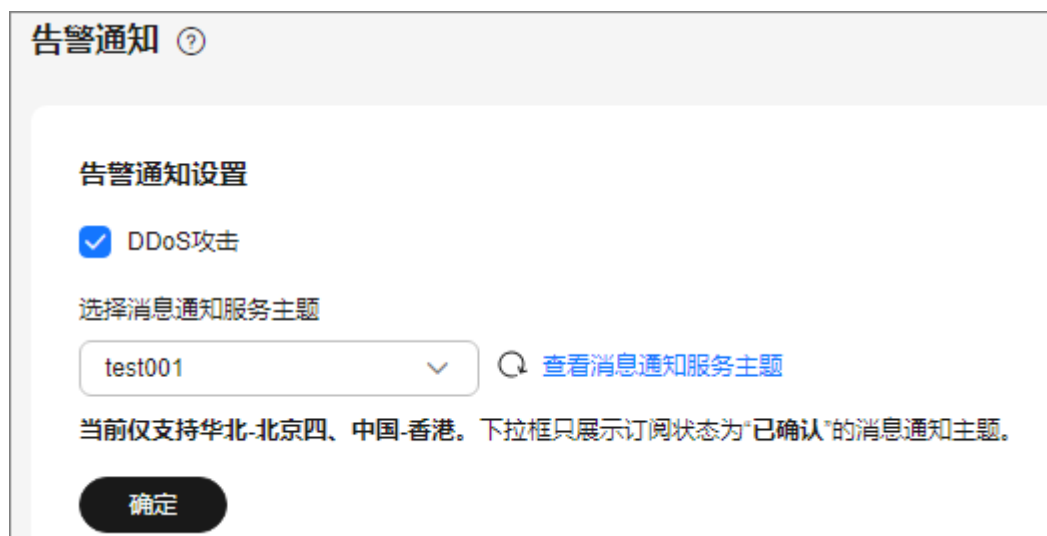 告警通知 ?
告警通知设置
DDoS攻击
选择消息通知服务主题
test001 查看消息通知服务主题
当前仅支持华北-北京四、中国-香港。下拉框只展示订阅状态为“已确认”的消息通知主题。
确定